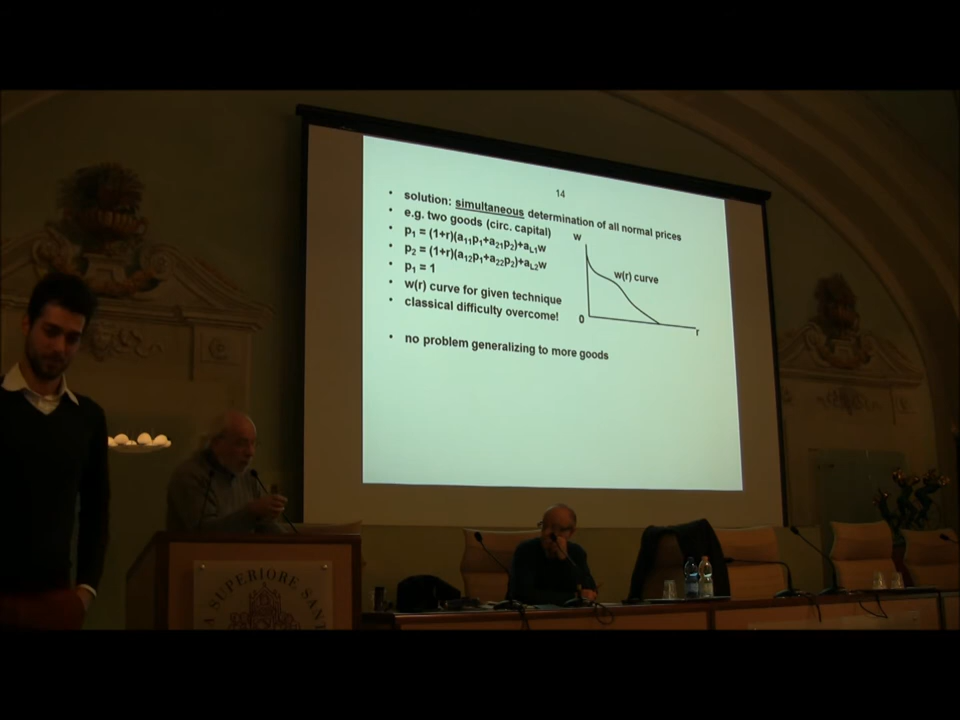 14
• solution: simultaneous determination of all normal prices
• e.g. two goods (circ. capital)
• p₁ = (1+r)(a₁₁p₁+a₂₁p₂)+aL₁w
• p₂ = (1+r)(a₁₂p₁+a₂₂p₂)+aL₂w
• p₁ = 1
• w(r) curve for given technique
• classical difficulty overcome!
• no problem generalizing to more goods
w
w(r) curve
0
r
SUPERIORE SANT